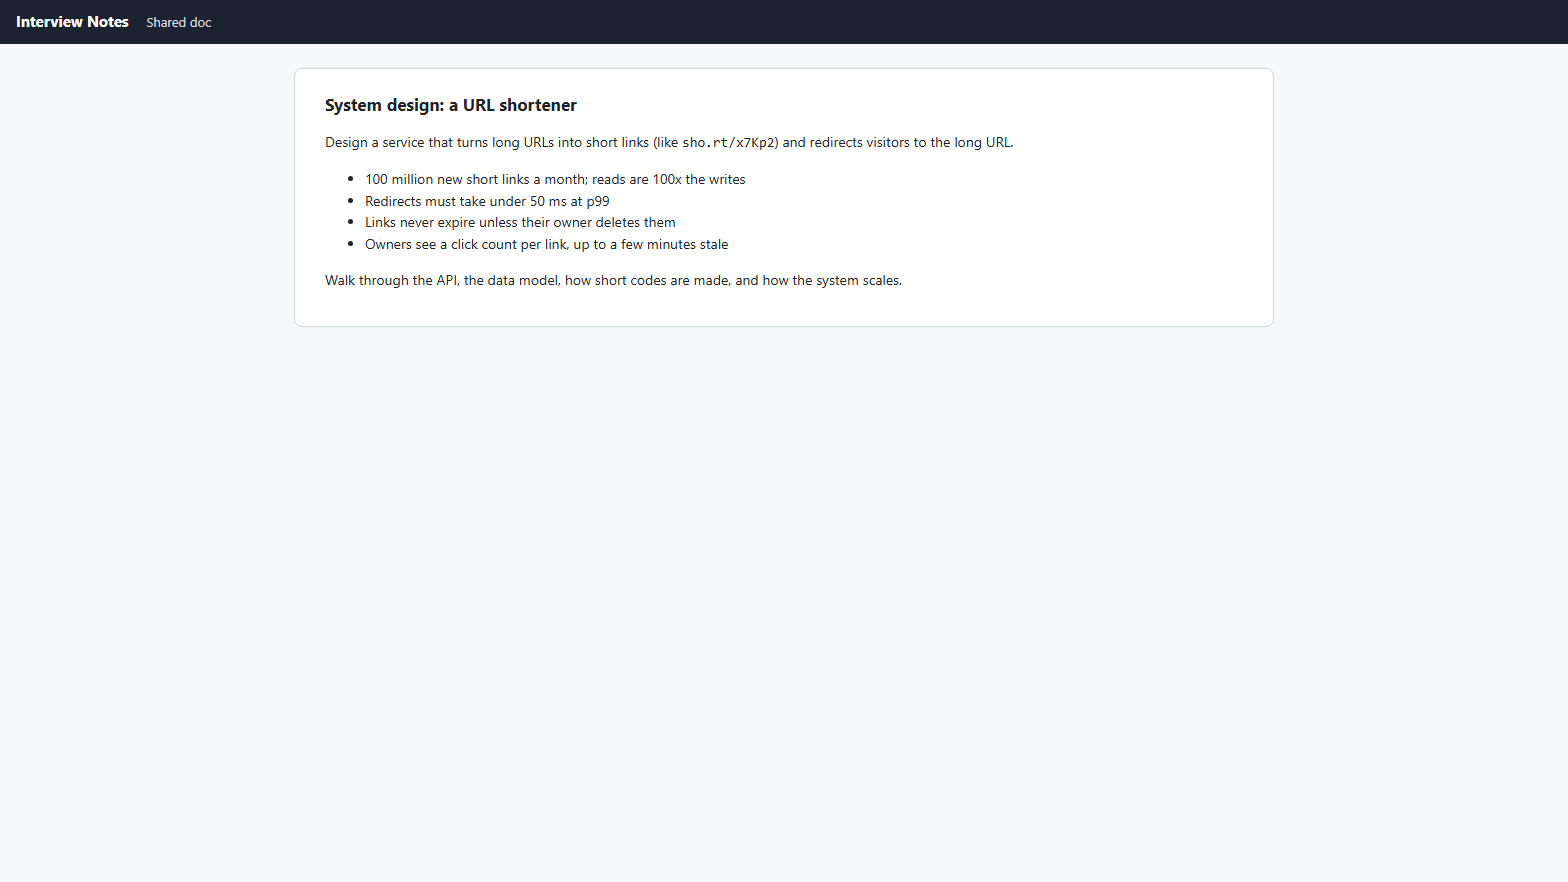 Interview Notes Shared doc
System design: a URL shortener
Design a service that turns long URLs into short links (like sho.rt/x7Kp2) and redirects visitors to the long URL.
• 100 million new short links a month; reads are 100x the writes
• Redirects must take under 50 ms at p99
• Links never expire unless their owner deletes them
• Owners see a click count per link, up to a few minutes stale
Walk through the API, the data model, how short codes are made, and how the system scales.